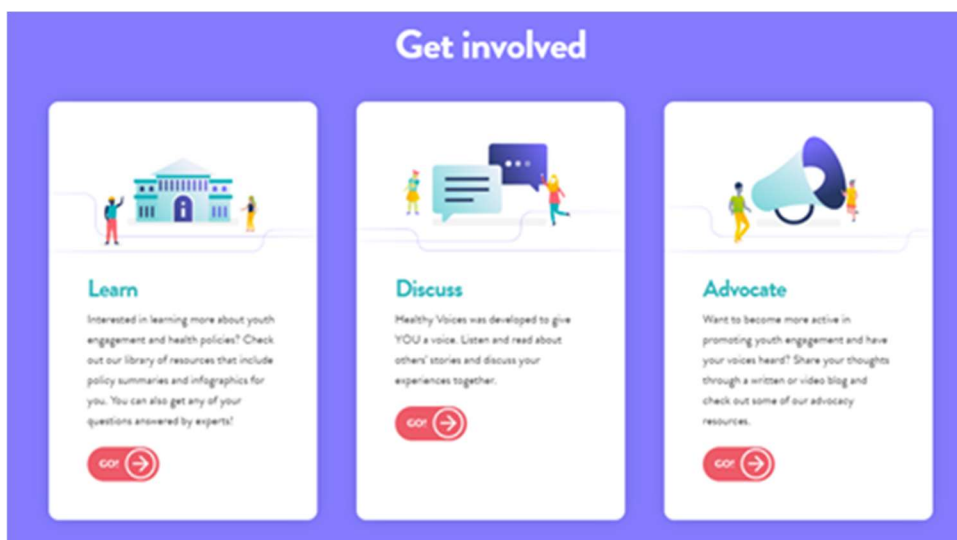 Get involved
Learn
Interested in learning more about youth
engagement and health policies? Check
out our library of resources that include
policy summaries and infographics for
you. You can also get any of your
questions answered by experts!
GO!
Discuss
Healthy Voices was developed to give
YOU a voice. Listen and read about
others' stories and discuss your
experiences together.
GO!
Advocate
Want to become more active in
promoting youth engagement and have
your voices heard? Share your thoughts
through a written or video blog and
check out some of our advocacy
resources.
GO!